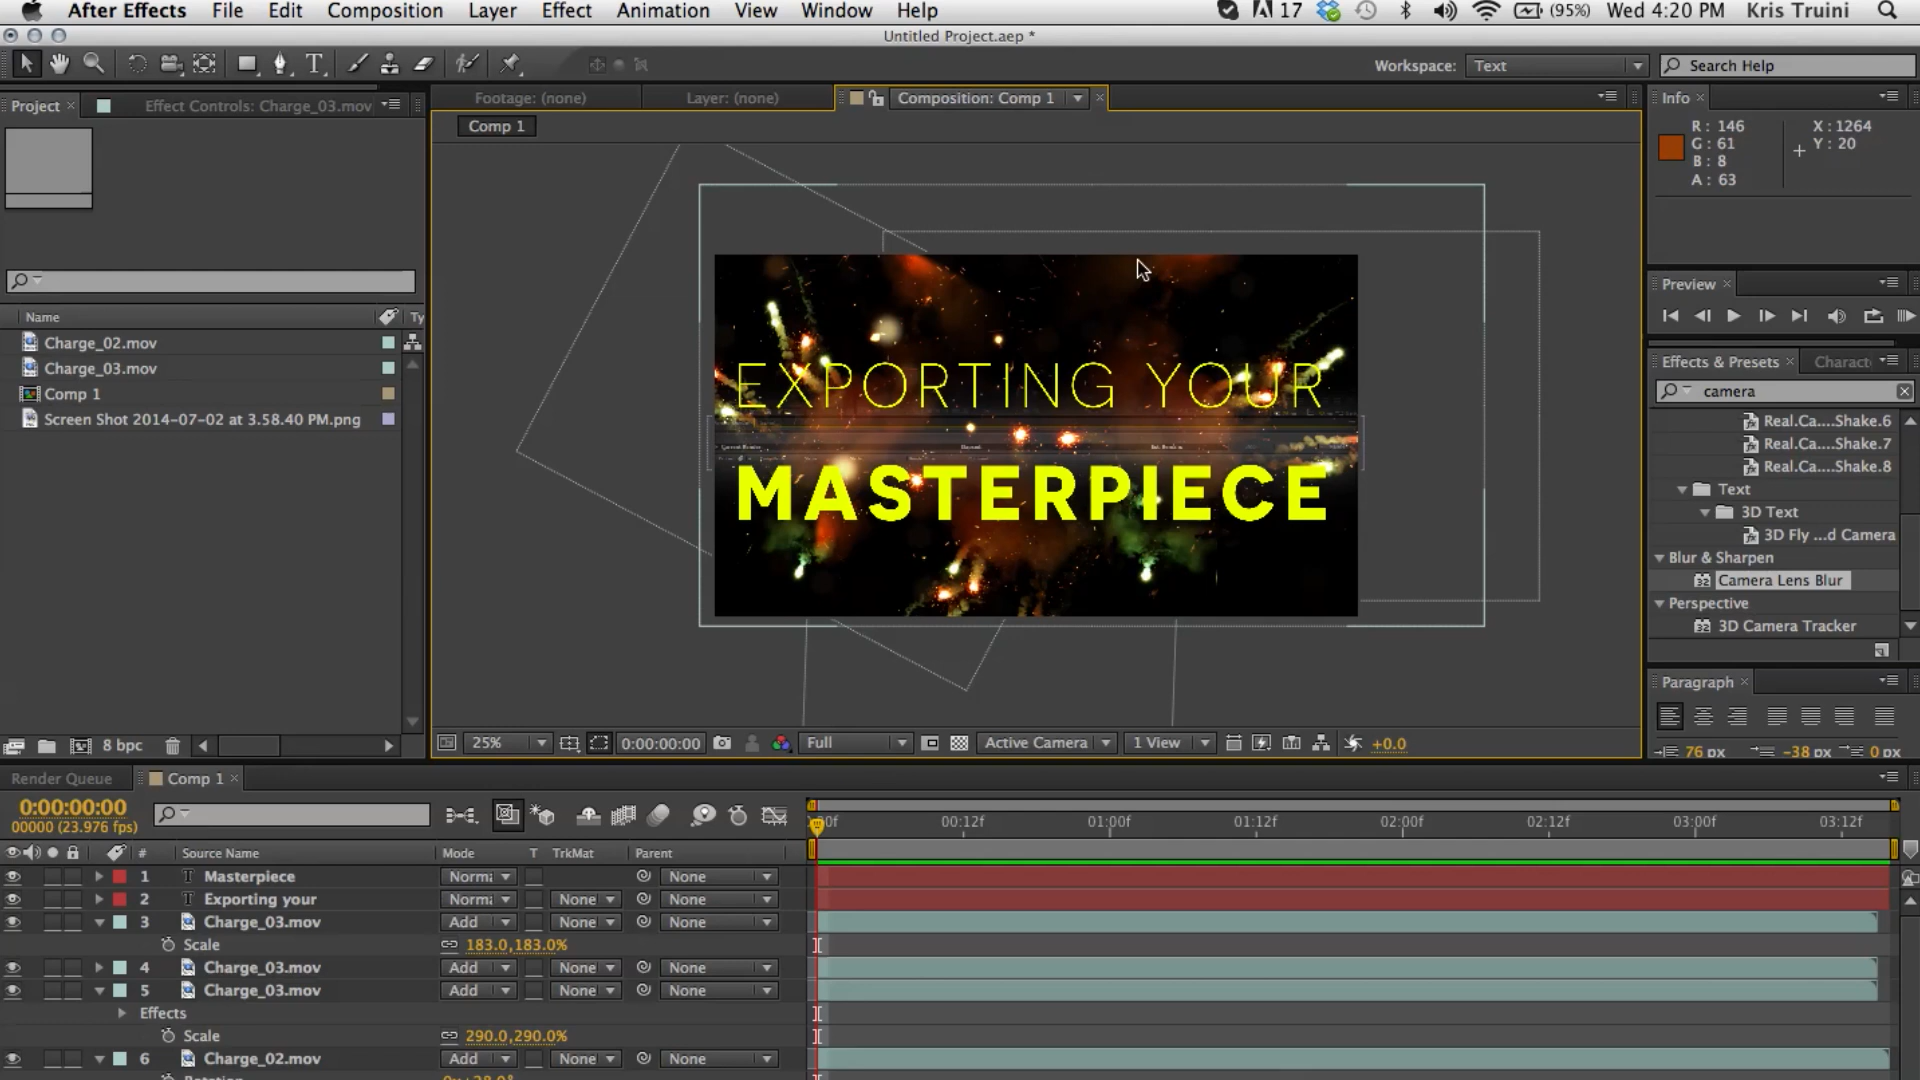 After Effects File Edit Composition Layer Effect Animation View Window Help 17 (95%) Wed 4:20 PM Kris Truini
Untitled Project.aep *
T Workspace: Text Search Help
Project Effect Controls: Charge_03.mov
Footage: (none) Layer: (none) Composition: Comp 1
Comp 1
Info
R: 146 X: 1264
G: 61 Y: 20
B: 8
A: 63
Preview
Effects & Presets Charact
camera
Real.Ca....Shake.6
Real.Ca....Shake.7
Real.Ca....Shake.8
Text
3D Text
3D Fly ...d Camera
Blur & Sharpen
Camera Lens Blur
Perspective
3D Camera Tracker
Paragraph
76 px -38 px 0 px
Name Ty
Charge_02.mov
Charge_03.mov
Comp 1
Screen Shot 2014-07-02 at 3.58.40 PM.png
8 bpc
EXPORTING YOUR
MASTERPIECE
25% 0:00:00:00 Full Active Camera 1 View +0.0
Render Queue Comp 1
0:00:00:00
00000 (23.976 fps)
00f 00:12f 01:00f 01:12f 02:00f 02:12f 03:00f 03:12f
# Source Name Mode T TrkMat Parent
1 T Masterpiece Norma None
2 T Exporting your Norma None None
3 Charge_03.mov Add None None
Scale 183.0,183.0%
4 Charge_03.mov Add None None
5 Charge_03.mov Add None None
Effects
Scale 290.0,290.0%
6 Charge_02.mov Add None None